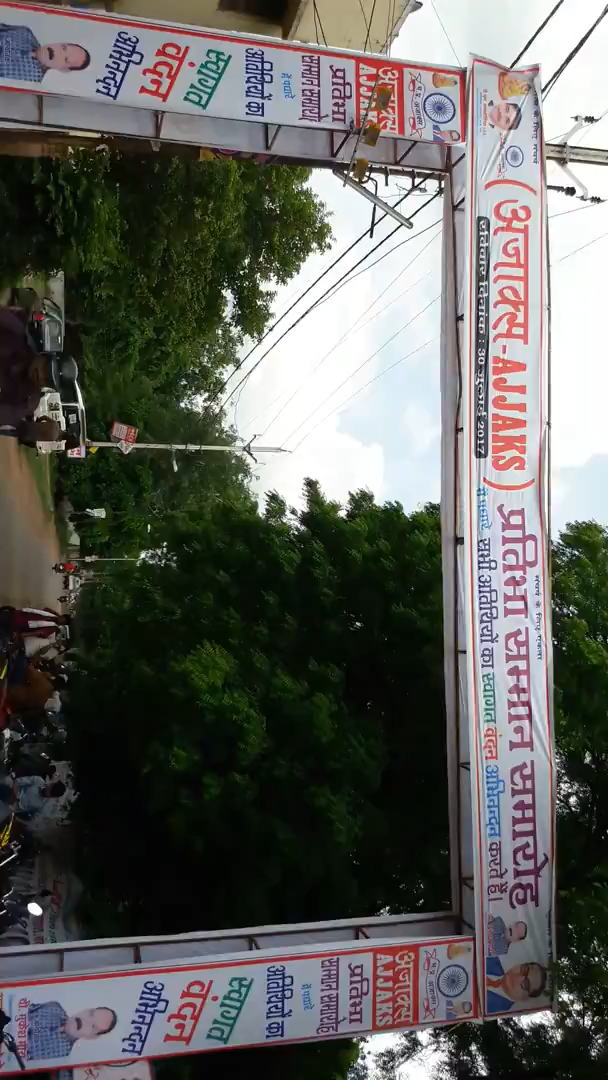 (अजाक्स-AJJAKS) प्रतिभा सम्मान समारोह
रविवार दिनांक : 30 जुलाई 2017
में पधारे सभी अतिथियों का स्वागत वंदन अभिनन्दन करते हैं।
अजाक्स
AJJAKS
प्रतिभा
सम्मान समारोह
में पधारे
अतिथियों का
स्वागत
वंदन
अभिनंदन
अजाक्स
AJJAKS
प्रतिभा
सम्मान समारोह
में पधारे
अतिथियों का
स्वागत
वंदन
अभिनंदन